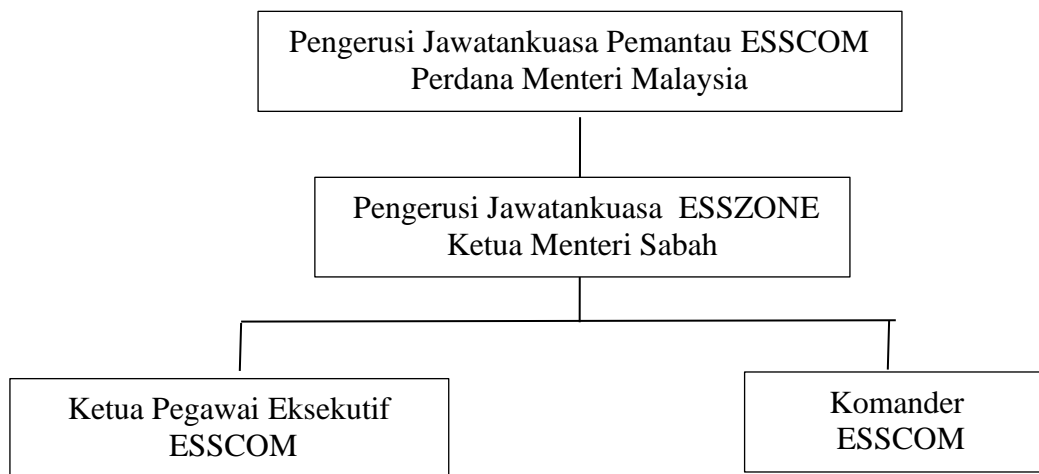 Pengerusi Jawatankuasa Pemantau ESSCOM
Perdana Menteri Malaysia
Pengerusi Jawatankuasa ESSZONE
Ketua Menteri Sabah
Ketua Pegawai Eksekutif
ESSCOM
Komander
ESSCOM